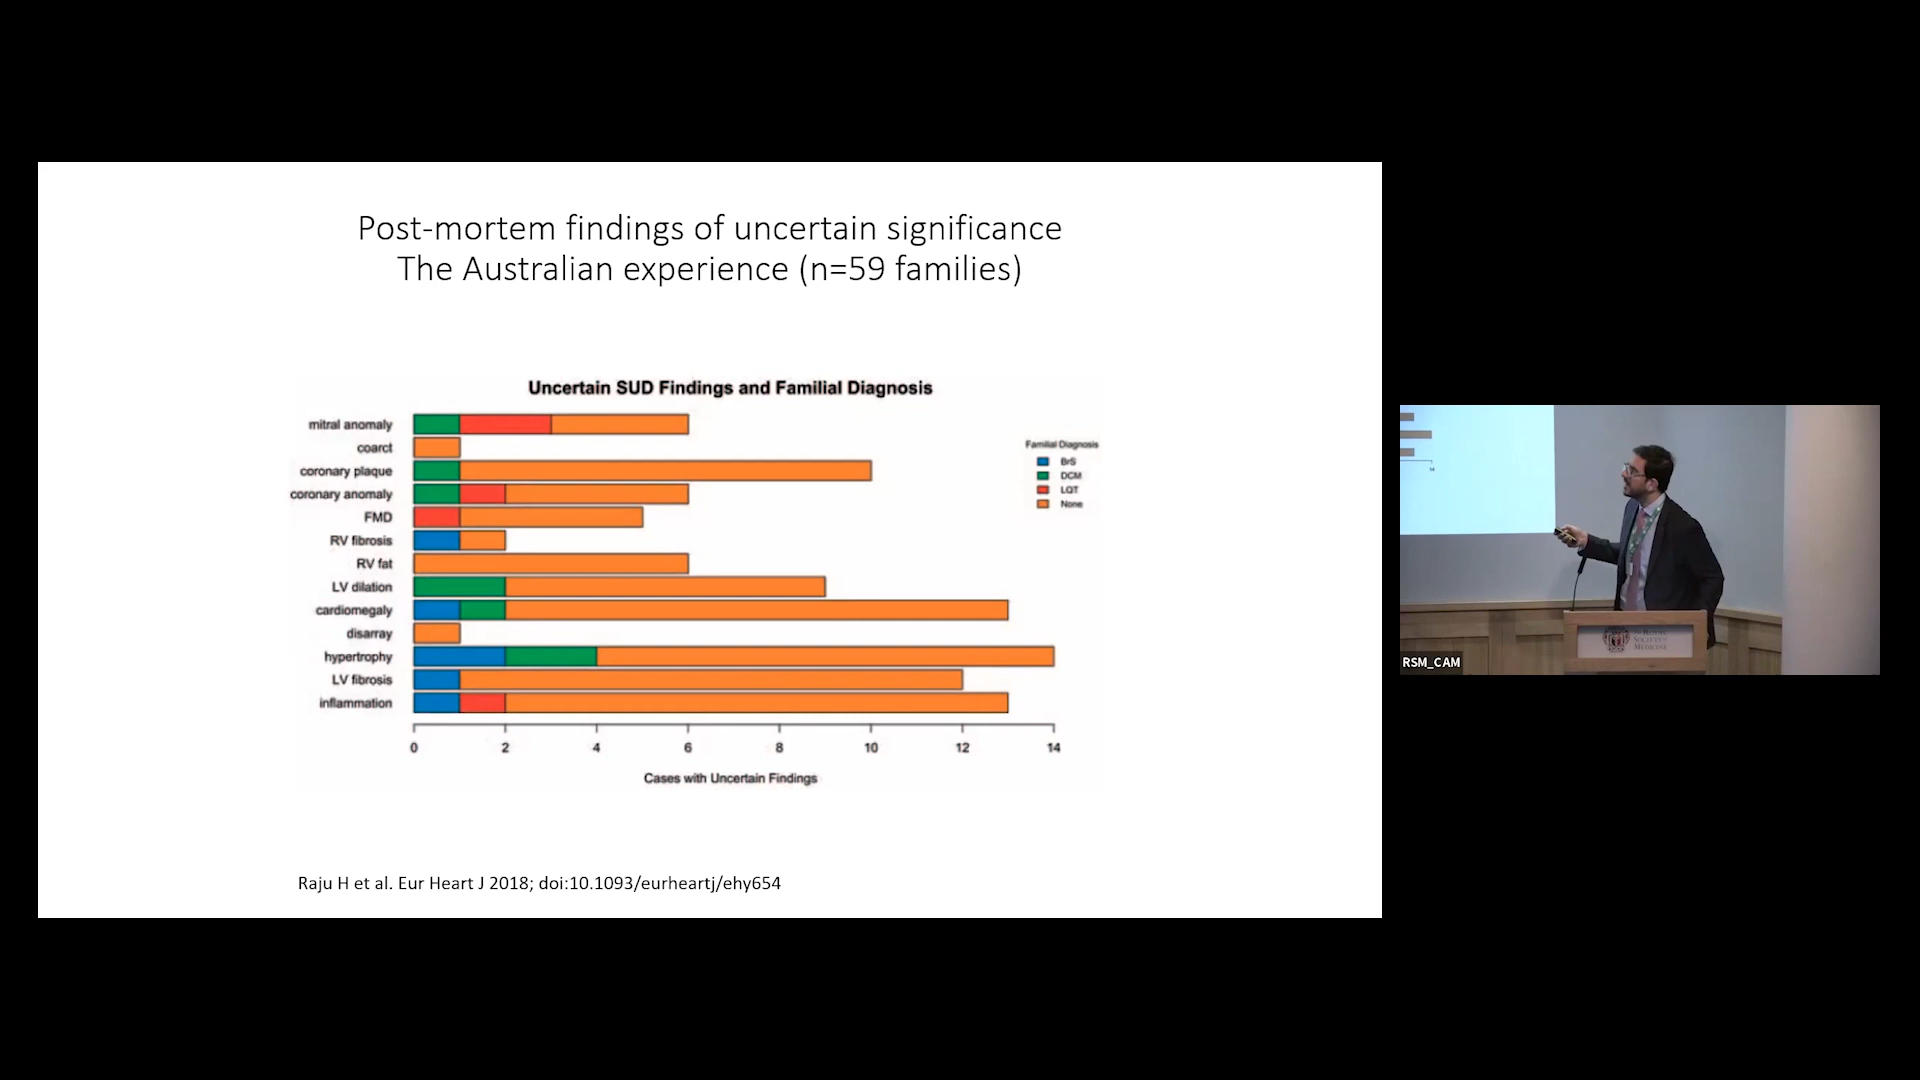 Post-mortem findings of uncertain significance
The Australian experience (n=59 families)
Uncertain SUD Findings and Familial Diagnosis
mitral anomaly
coarct
coronary plaque
coronary anomaly
FMD
RV fibrosis
RV fat
LV dilation
cardiomegaly
disarray
hypertrophy
LV fibrosis
inflammation
Familial Diagnosis
BrS
DCM
LQT
None
0 2 4 6 8 10 12 14
Cases with Uncertain Findings
Raju H et al. Eur Heart J 2018; doi:10.1093/eurheartj/ehy654
14
Society
Medicine
RSM_CAM